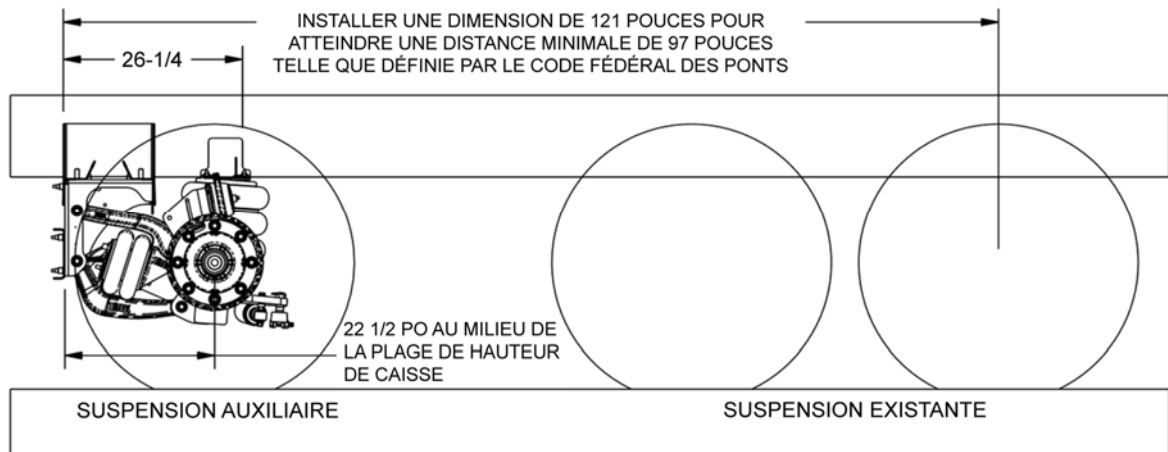 INSTALLER UNE DIMENSION DE 121 POUCES POUR
ATTEINDRE UNE DISTANCE MINIMALE DE 97 POUCES
TELLE QUE DÉFINIE PAR LE CODE FÉDÉRAL DES PONTS
26-1/4
22 1/2 PO AU MILIEU DE
LA PLAGE DE HAUTEUR
DE CAISSE
SUSPENSION AUXILIAIRE
SUSPENSION EXISTANTE